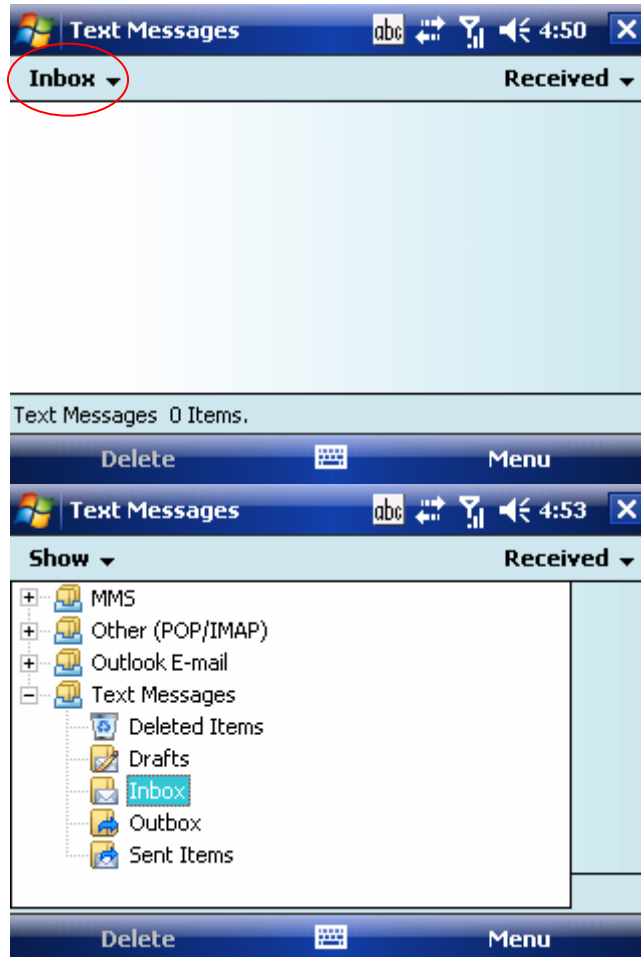 Text Messages abc 4:50
Inbox Received
Text Messages 0 Items.
Delete Menu
Text Messages abc 4:53
Show Received
MMS
Other (POP/IMAP)
Outlook E-mail
Text Messages
Deleted Items
Drafts
Inbox
Outbox
Sent Items
Delete Menu